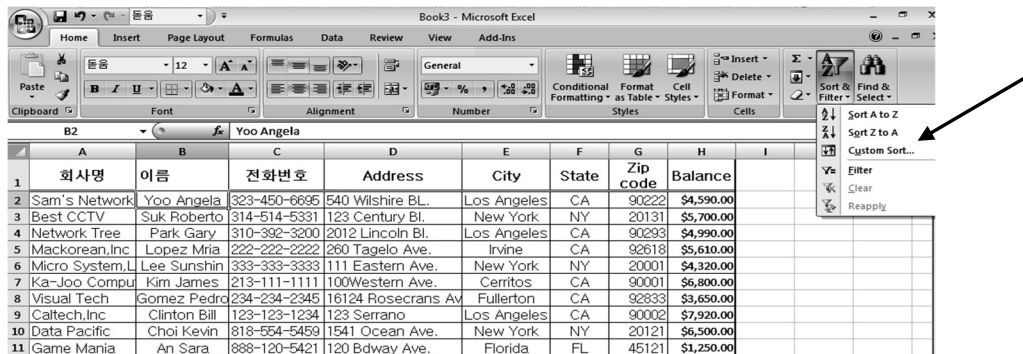 돋움
Book3 - Microsoft Excel
Home Insert Page Layout Formulas Data Review View Add-Ins
Paste
돋움 12 A A
B I U A
General
% ,
Conditional Formatting
Format as Table
Cell Styles
Insert
Delete
Format
Σ
Sort & Filter
Find & Select
Clipboard Font Alignment Number Styles Cells
B2 fx Yoo Angela
Sort A to Z
Sort Z to A
Custom Sort...
Filter
Clear
Reapply
A B C D E F G H I
1 회사명 이름 전화번호 Address City State Zip code Balance
2 Sam's Network Yoo Angela 323-450-6695 540 Wilshire BL. Los Angeles CA 90222 $4,590.00
3 Best CCTV Suk Roberto 314-514-5331 123 Century Bl. New York NY 20131 $5,700.00
4 Network Tree Park Gary 310-392-3200 2012 Lincoln Bl. Los Angeles CA 90293 $4,990.00
5 Mackorean,Inc Lopez Mria 222-222-2222 260 Tagelo Ave. Irvine CA 92618 $5,610.00
6 Micro System,L Lee Sunshin 333-333-3333 111 Eastern Ave. New York NY 20001 $4,320.00
7 Ka-Joo Compu Kim James 213-111-1111 100Western Ave. Cerritos CA 90001 $6,800.00
8 Visual Tech Gomez Pedro 234-234-2345 16124 Rosecrans Av Fullerton CA 92833 $3,650.00
9 Caltech,Inc Clinton Bill 123-123-1234 123 Serrano Los Angeles CA 90002 $7,920.00
10 Data Pacific Choi Kevin 818-554-5459 1541 Ocean Ave. New York NY 20121 $6,500.00
11 Game Mania An Sara 888-120-5421 120 Bdway Ave. Florida FL 45121 $1,250.00